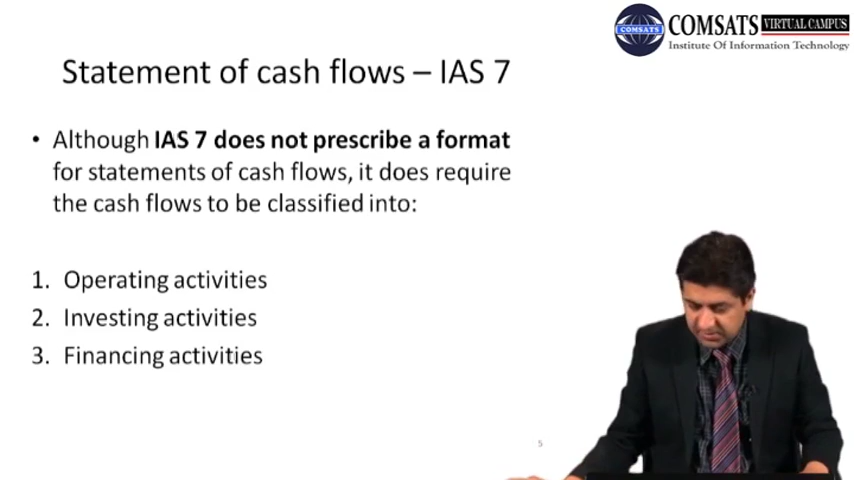 COMSATS VIRTUAL CAMPUS
COMSATS
Institute Of Information Technology
Statement of cash flows – IAS 7
• Although IAS 7 does not prescribe a format
for statements of cash flows, it does require
the cash flows to be classified into:
1. Operating activities
2. Investing activities
3. Financing activities
5